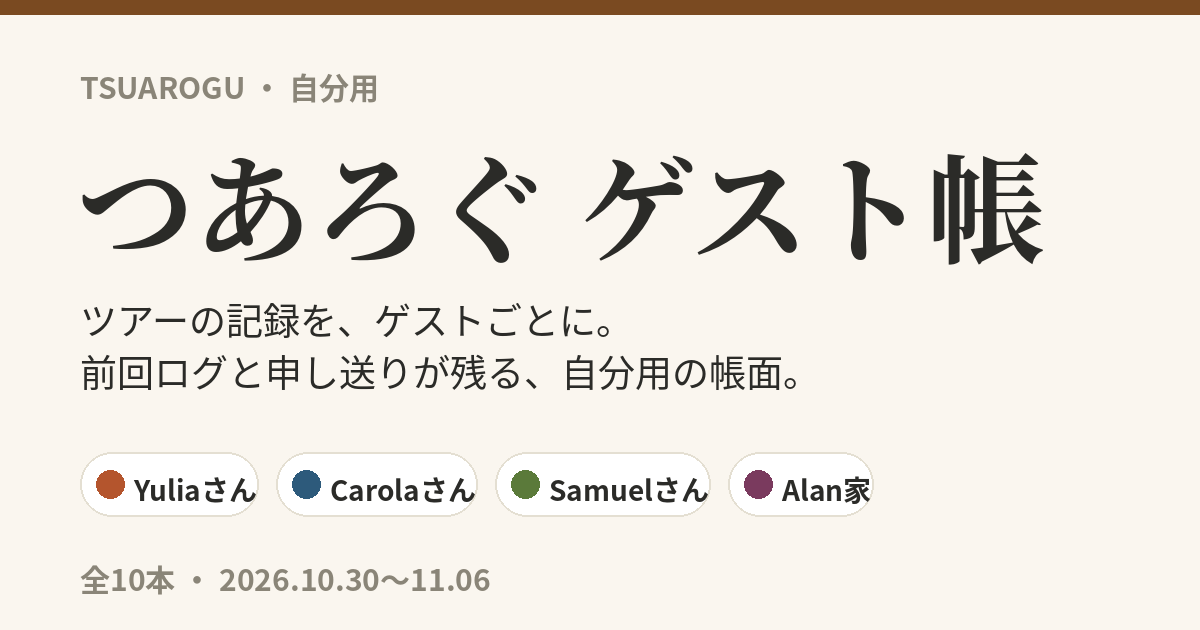 TSUAROGU ・ 自分用
つあろぐ ゲスト帳
ツアーの記録を、ゲストごとに。
前回ログと申し送りが残る、自分用の帳面。
Yuliaさん Carolaさん Samuelさん Alan家
全10本 ・ 2026.10.30〜11.06